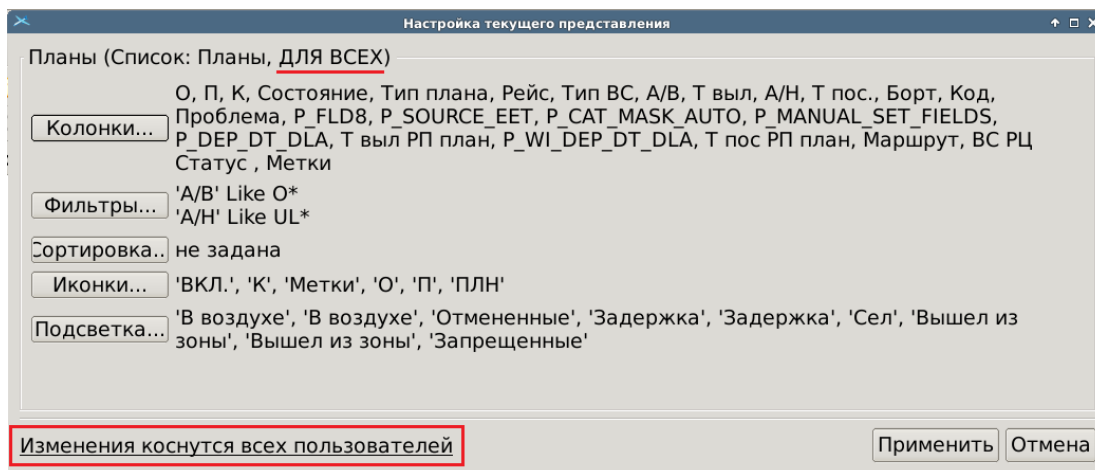 Настройка текущего представления
Планы (Список: Планы, ДЛЯ ВСЕХ)
Колонки...
О, П, К, Состояние, Тип плана, Рейс, Тип ВС, А/В, Т выл, А/Н, Т пос., Борт, Код,
Проблема, P_FLD8, P_SOURCE_EET, P_CAT_MASK_AUTO, P_MANUAL_SET_FIELDS,
P_DEP_DT_DLA, Т выл РП план, P_WI_DEP_DT_DLA, Т пос РП план, Маршрут, ВС РЦ
Статус , Метки
Фильтры...
'А/В' Like O*
'А/Н' Like UL*
Сортировка..
не задана
Иконки...
'ВКЛ.', 'К', 'Метки', 'О', 'П', 'ПЛН'
Подсветка...
'В воздухе', 'В воздухе', 'Отмененные', 'Задержка', 'Задержка', 'Сел', 'Вышел из
зоны', 'Вышел из зоны', 'Запрещенные'
Изменения коснутся всех пользователей
Применить
Отмена